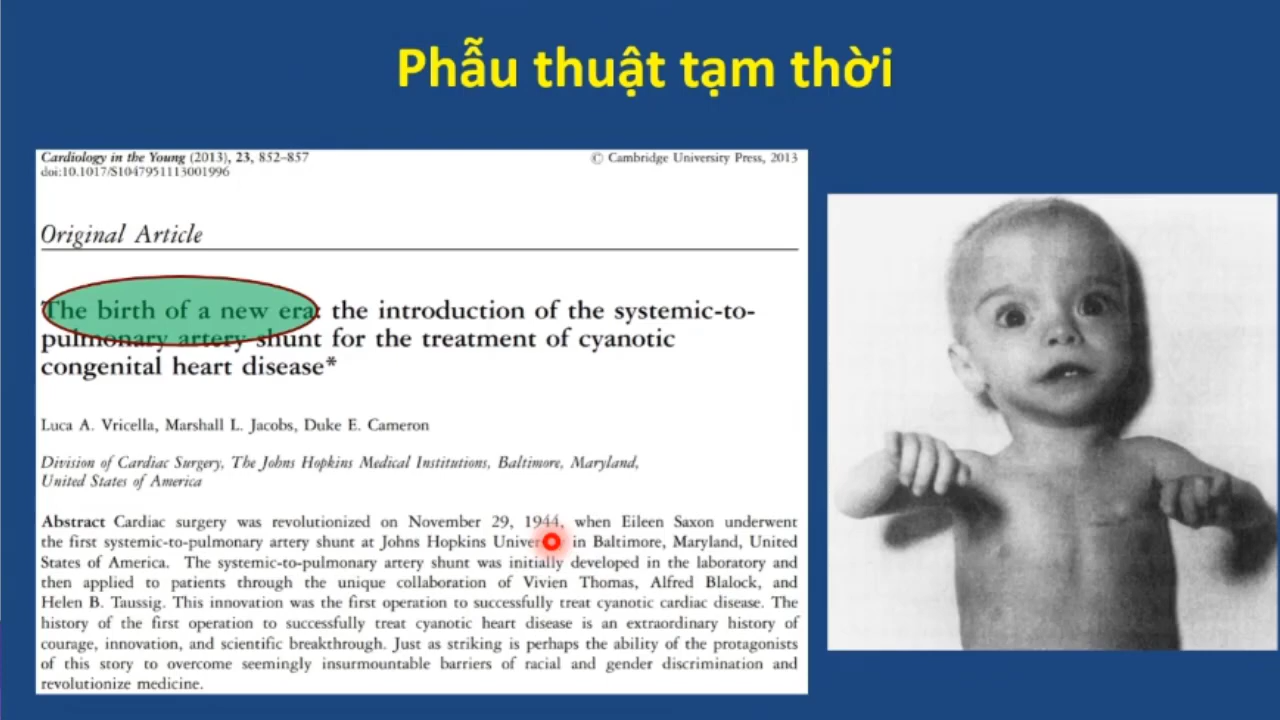 Phẫu thuật tạm thời
Cardiology in the Young (2013), 23, 852–857
© Cambridge University Press, 2013
doi:10.1017/S1047951113001996
Original Article
The birth of a new era: the introduction of the systemic-to-
pulmonary artery shunt for the treatment of cyanotic
congenital heart disease*
Luca A. Vricella, Marshall L. Jacobs, Duke E. Cameron
Division of Cardiac Surgery, The Johns Hopkins Medical Institutions, Baltimore, Maryland,
United States of America
Abstract Cardiac surgery was revolutionized on November 29, 1944, when Eileen Saxon underwent
the first systemic-to-pulmonary artery shunt at Johns Hopkins Univer in Baltimore, Maryland, United
States of America. The systemic-to-pulmonary artery shunt was initially developed in the laboratory and
then applied to patients through the unique collaboration of Vivien Thomas, Alfred Blalock, and
Helen B. Taussig. This innovation was the first operation to successfully treat cyanotic cardiac disease. The
history of the first operation to successfully treat cyanotic heart disease is an extraordinary history of
courage, innovation, and scientific breakthrough. Just as striking is perhaps the ability of the protagonists
of this story to overcome seemingly insurmountable barriers of racial and gender discrimination and
revolutionize medicine.